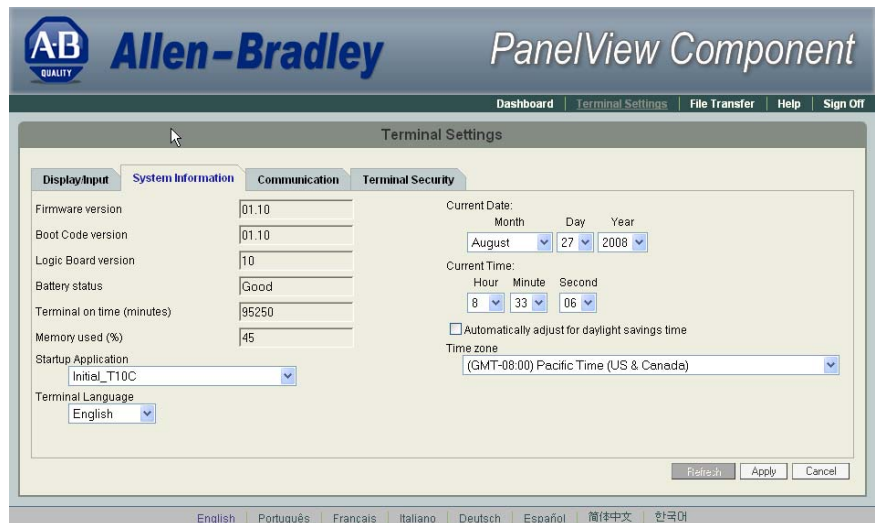 AB QUALITY
Allen-Bradley
PanelView Component
Dashboard | Terminal Settings | File Transfer | Help | Sign Off
Terminal Settings
Display/Input System Information Communication Terminal Security
Firmware version 01.10
Boot Code version 01.10
Logic Board version 10
Battery status Good
Terminal on time (minutes) 95250
Memory used (%) 45
Startup Application
Initial_T10C
Terminal Language
English
Current Date:
Month Day Year
August 27 2008
Current Time:
Hour Minute Second
8 33 06
Automatically adjust for daylight savings time
Time zone
(GMT-08:00) Pacific Time (US & Canada)
Refresh Apply Cancel
English | Português | Français | Italiano | Deutsch | Español | 简体中文 | 한국어